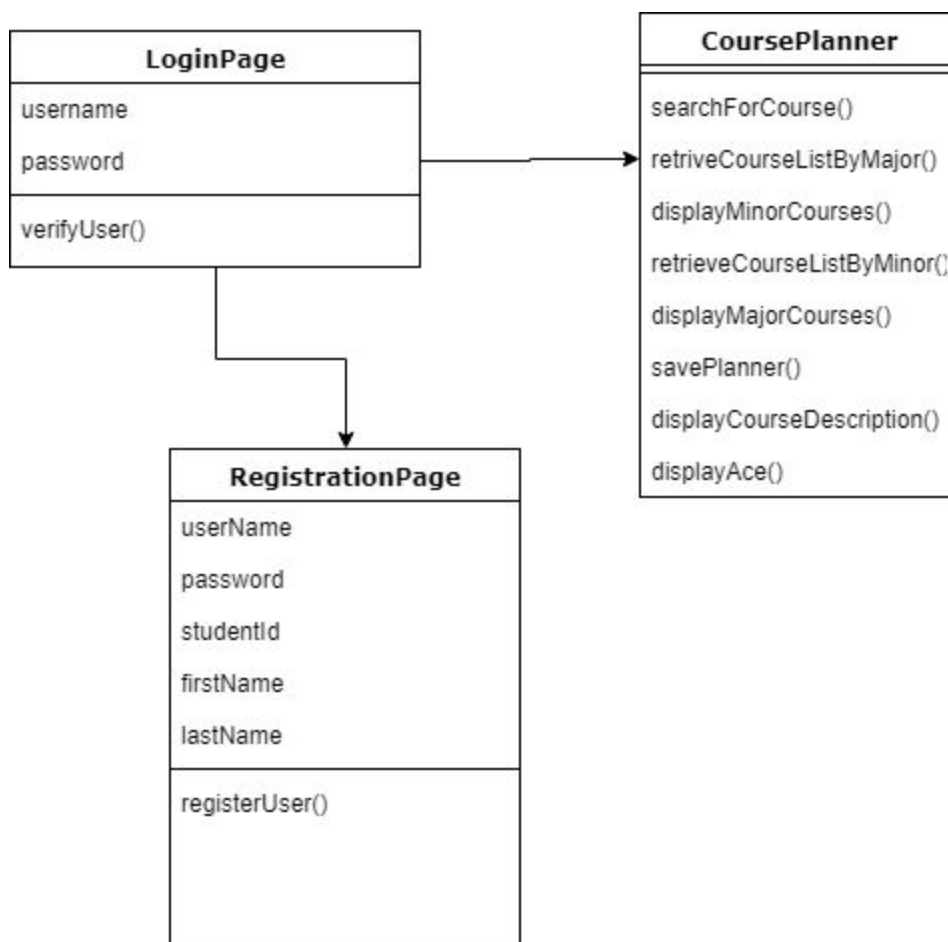 LoginPage
username
password
verifyUser()
CoursePlanner
searchForCourse()
retriveCourseListByMajor()
displayMinorCourses()
retrieveCourseListByMinor()
displayMajorCourses()
savePlanner()
displayCourseDescription()
displayAce()
RegistrationPage
userName
password
studentId
firstName
lastName
registerUser()